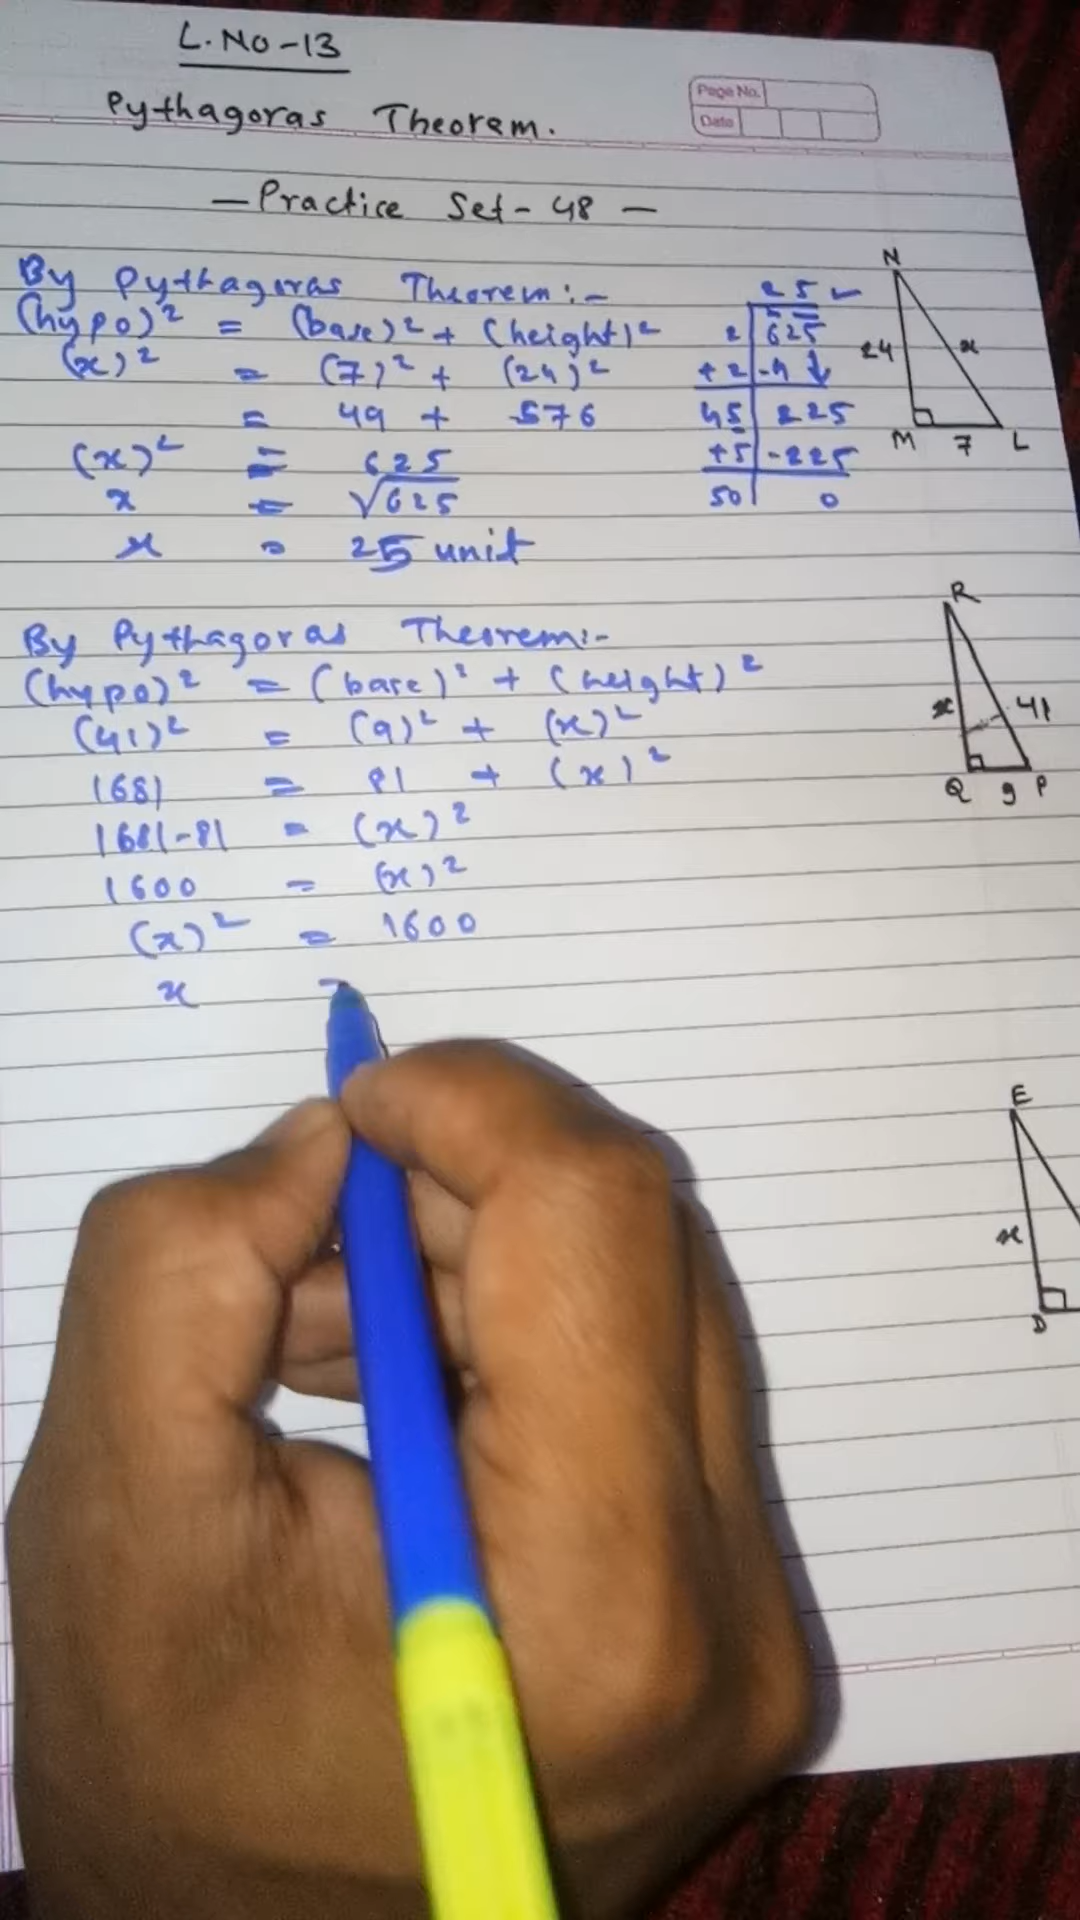 L.No-13
Pythagoras Theorem.
Page No.
Date
- Practice Set-48 -
By Pythagoras Theorem:-
(hypo)² = (base)² + (height)²
(x)² = (7)² + (24)²
= 49 + 576
(x)² = 625
x = √625
x = 25 unit
25
2 625
+2 -4 ↓
45 225
+5 -225
50 0
N
24 x
M 7 L
By Pythagoras Theorem:-
(hypo)² = (base)² + (height)²
(41)² = (9)² + (x)²
1681 = 81 + (x)²
1681-81 = (x)²
1600 = (x)²
(x)² = 1600
x
R
x 41
Q 9 P
E
x
D